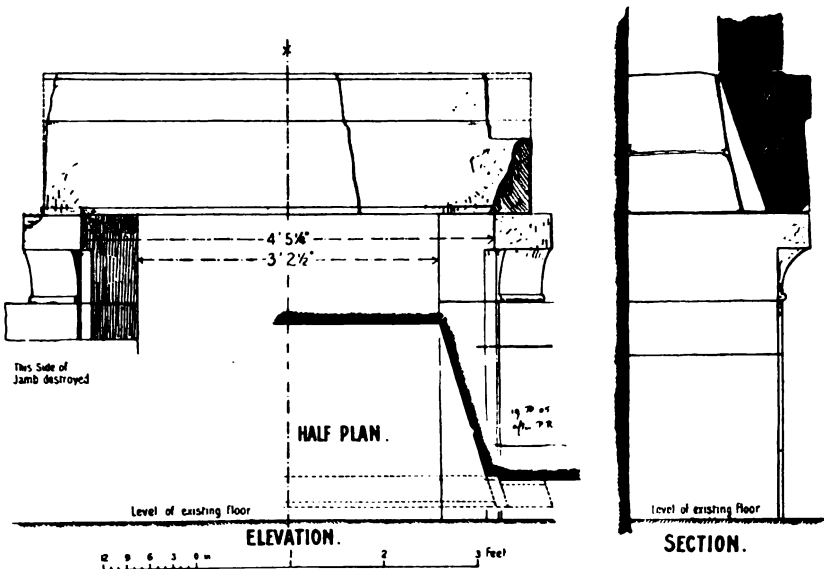 4' 5¼"
3' 2½"
This Side of
Jamb destroyed
HALF PLAN.
Level of existing floor
ELEVATION.
12 9 6 3 0 in 1 2 3 Feet
Level of existing floor
SECTION.